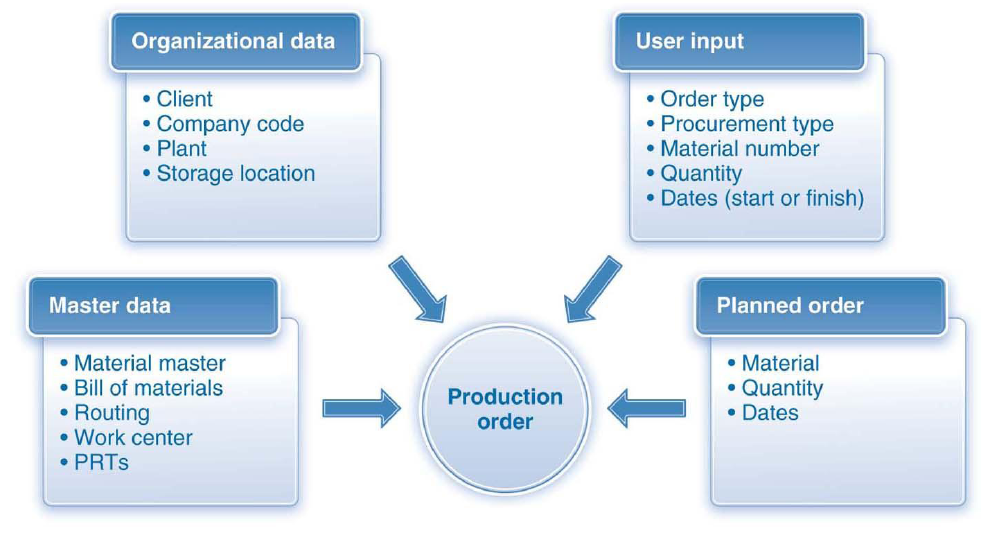 Organizational data
• Client
• Company code
• Plant
• Storage location
User input
• Order type
• Procurement type
• Material number
• Quantity
• Dates (start or finish)
Master data
• Material master
• Bill of materials
• Routing
• Work center
• PRTs
Production
order
Planned order
• Material
• Quantity
• Dates